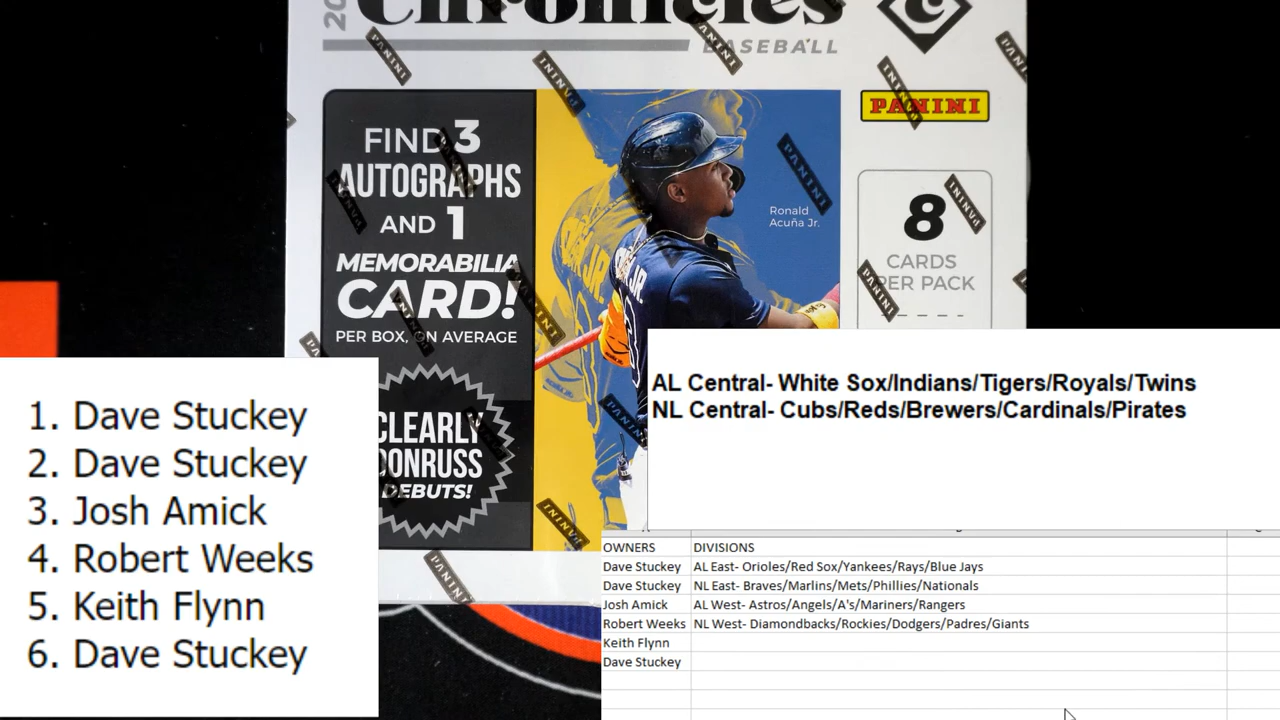 20
Chronicles
BASEBALL
PANINI
FIND 3
AUTOGRAPHS
AND 1
MEMORABILIA
CARD!
PER BOX, ON AVERAGE
CLEARLY
DONRUSS
DEBUTS!
Ronald
Acuña Jr.
8
CARDS
PER PACK
1. Dave Stuckey
2. Dave Stuckey
3. Josh Amick
4. Robert Weeks
5. Keith Flynn
6. Dave Stuckey
AL Central- White Sox/Indians/Tigers/Royals/Twins
NL Central- Cubs/Reds/Brewers/Cardinals/Pirates
OWNERS DIVISIONS
Dave Stuckey AL East- Orioles/Red Sox/Yankees/Rays/Blue Jays
Dave Stuckey NL East- Braves/Marlins/Mets/Phillies/Nationals
Josh Amick AL West- Astros/Angels/A's/Mariners/Rangers
Robert Weeks NL West- Diamondbacks/Rockies/Dodgers/Padres/Giants
Keith Flynn
Dave Stuckey